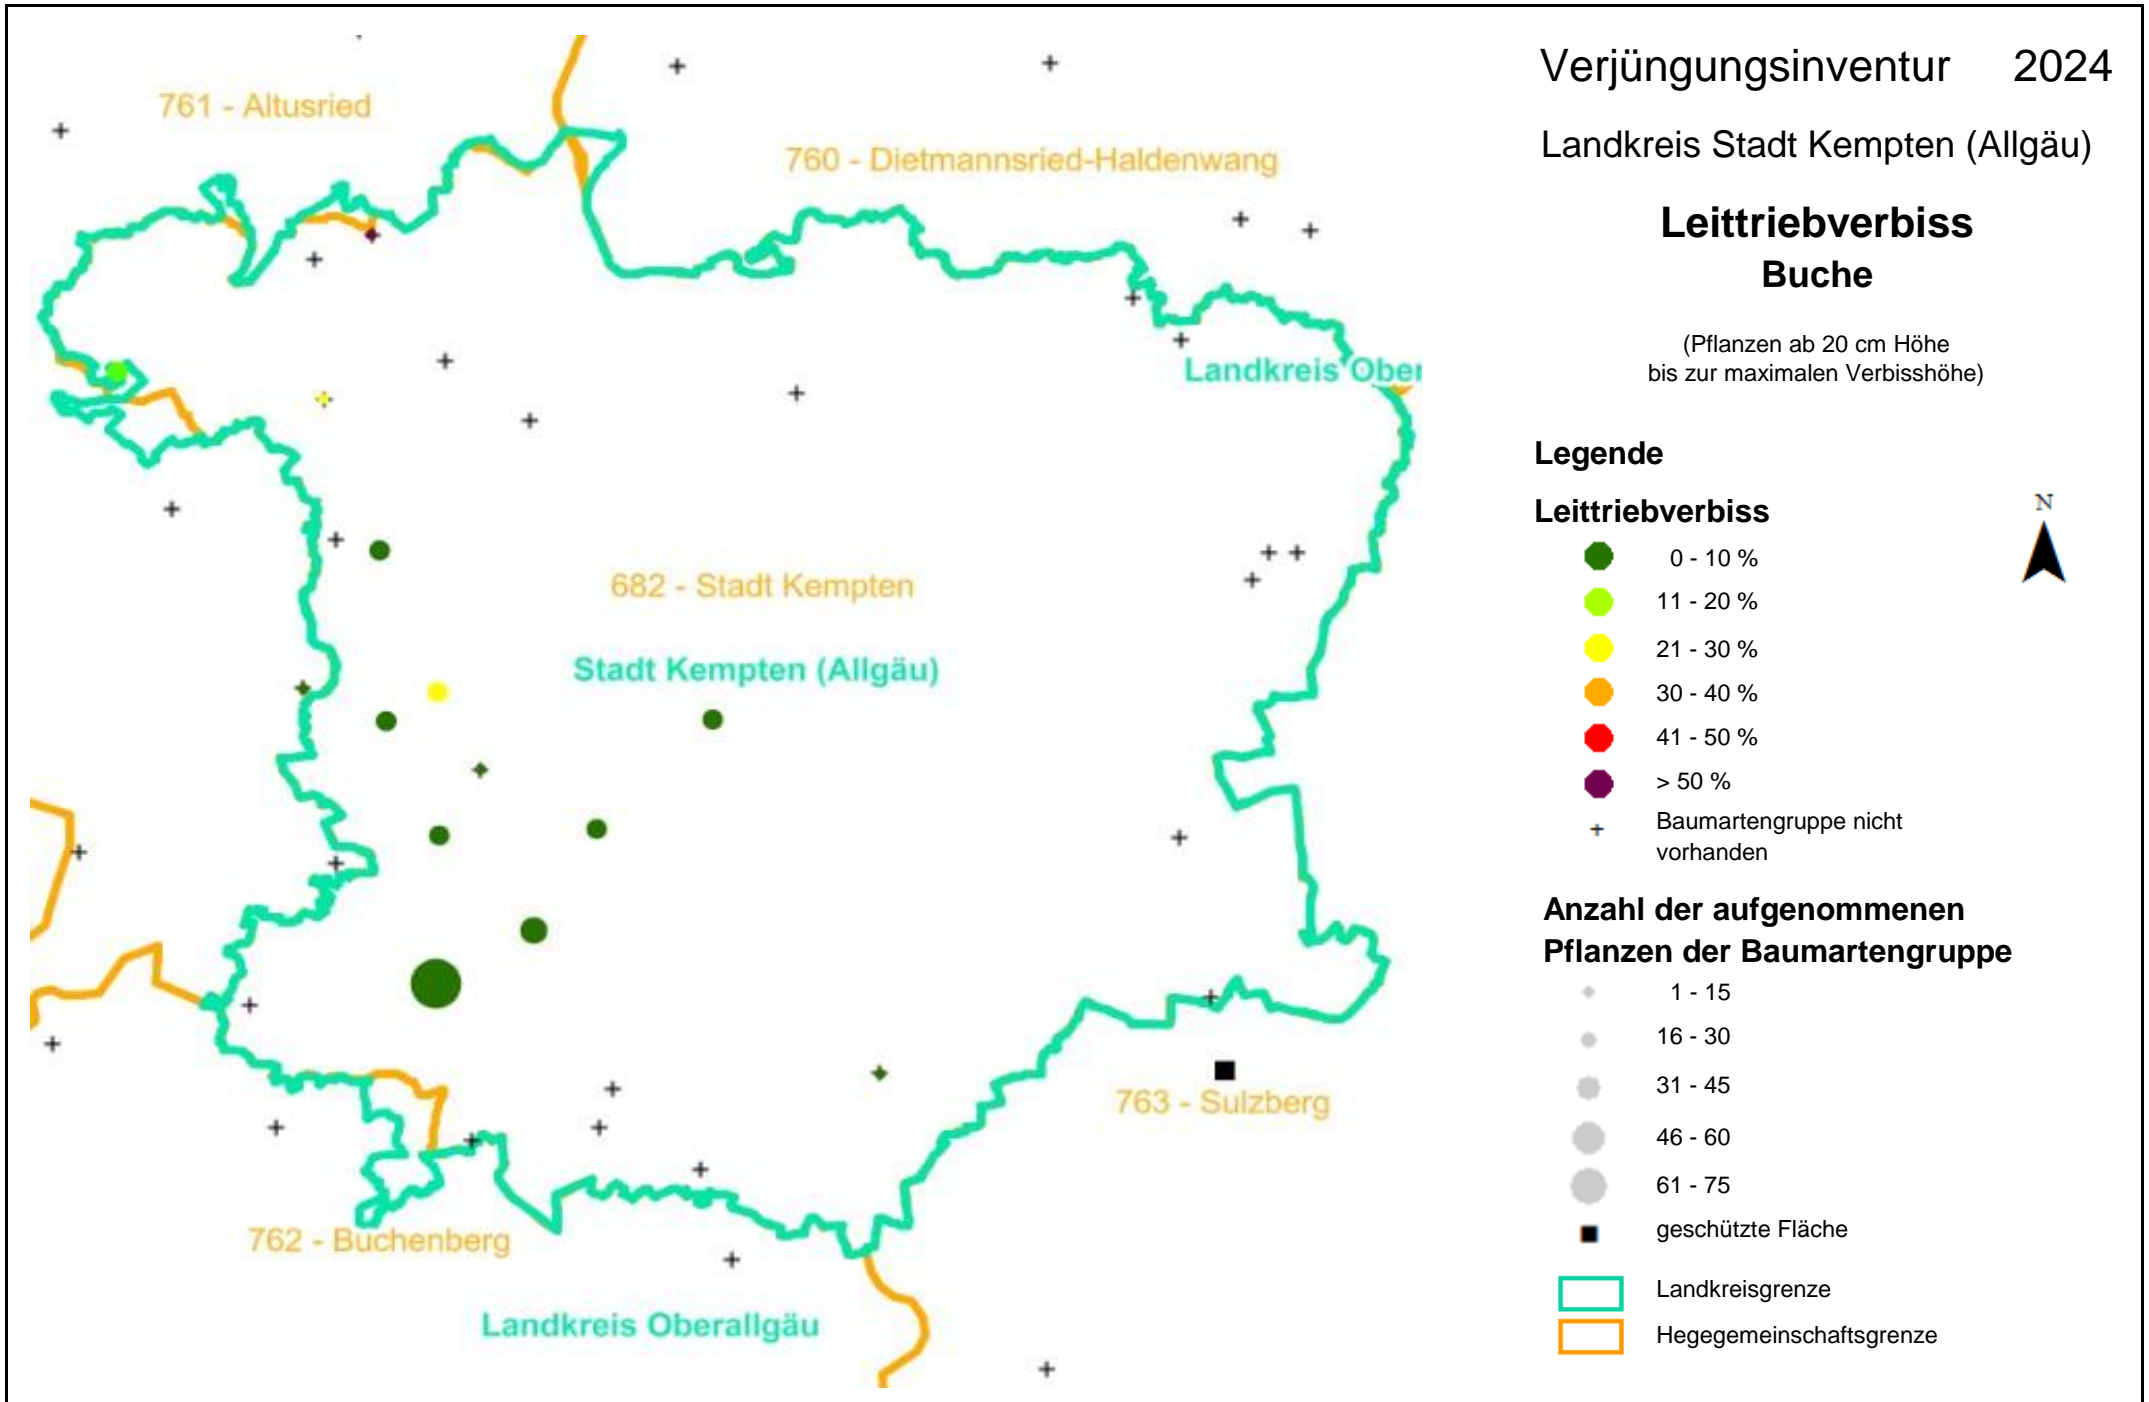 Verjüngungsinventur 2024
Landkreis Stadt Kempten (Allgäu)
Leittriebverbiss
Buche
(Pflanzen ab 20 cm Höhe
bis zur maximalen Verbisshöhe)
Legende
Leittriebverbiss
N
0 - 10 %
11 - 20 %
21 - 30 %
30 - 40 %
41 - 50 %
> 50 %
Baumartengruppe nicht
vorhanden
Anzahl der aufgenommenen
Pflanzen der Baumartengruppe
1 - 15
16 - 30
31 - 45
46 - 60
61 - 75
geschützte Fläche
Landkreisgrenze
Hegegemeinschaftsgrenze
761 - Altusried
760 - Dietmannsried-Haldenwang
Landkreis Ober
682 - Stadt Kempten
Stadt Kempten (Allgäu)
763 - Sulzberg
762 - Buchenberg
Landkreis Oberallgäu